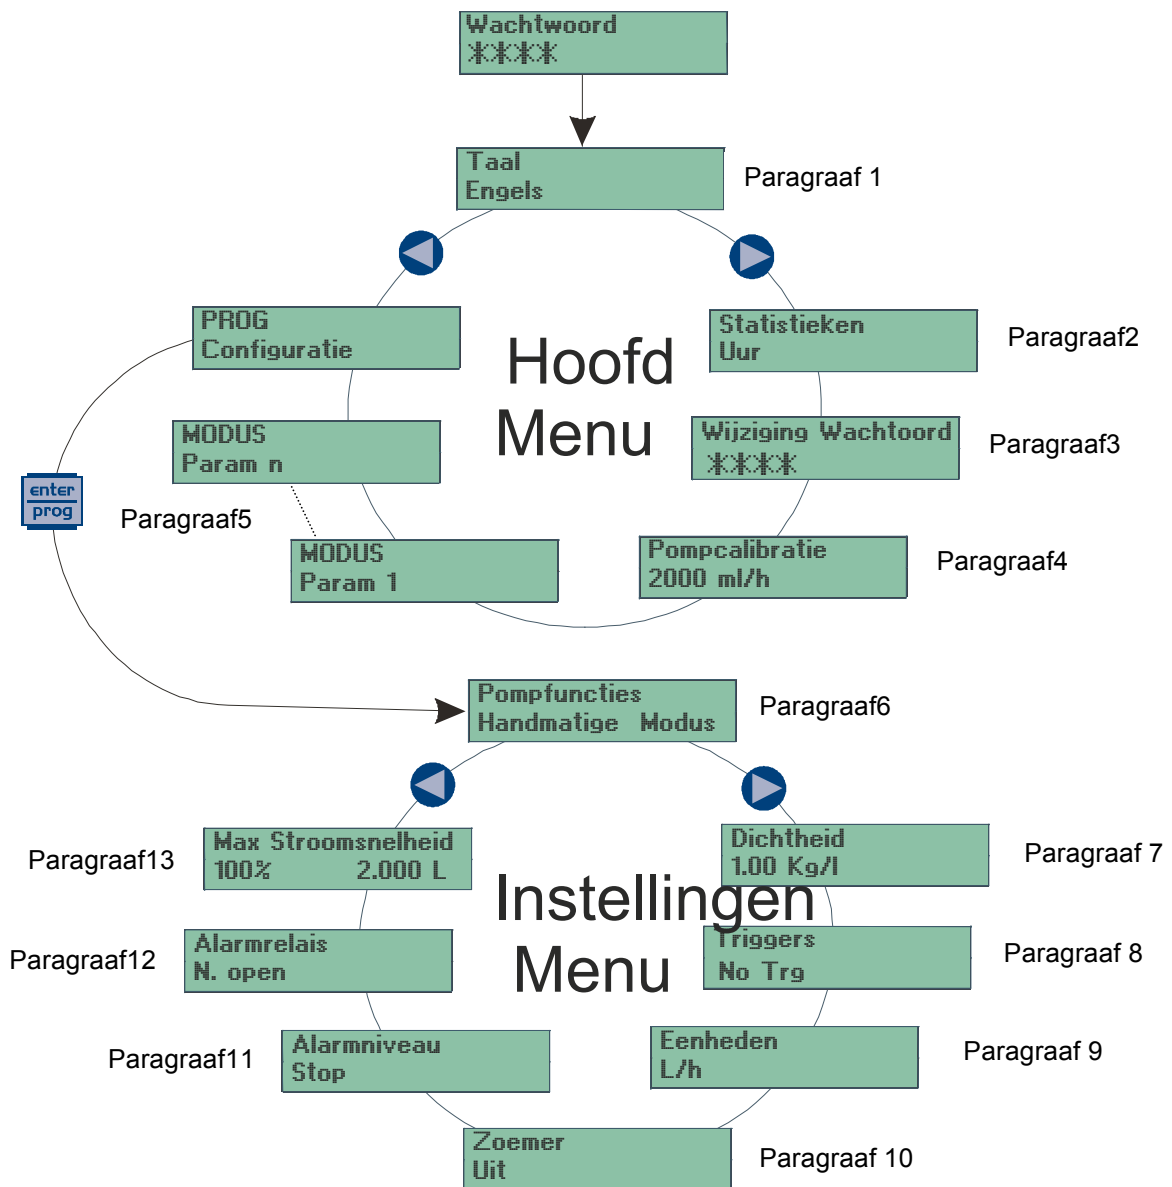 Wachtwoord
****
Taal
Engels
Paragraaf 1
PROG
Configuratie
Statistieken
Uur
Paragraaf2
Hoofd
Menu
MODUS
Param n
Wijziging Wachtoord
****
Paragraaf3
enter
prog
Paragraaf5
MODUS
Param 1
Pompcalibratie
2000 ml/h
Paragraaf4
Pompfuncties
Handmatige Modus
Paragraaf6
Paragraaf13
Max Stroomsnelheid
100% 2.000 L
Dichtheid
1.00 Kg/l
Paragraaf 7
Instellingen
Menu
Paragraaf12
Alarmrelais
N. open
Triggers
No Trg
Paragraaf 8
Paragraaf11
Alarmniveau
Stop
Eenheden
L/h
Paragraaf 9
Zoemer
Uit
Paragraaf 10